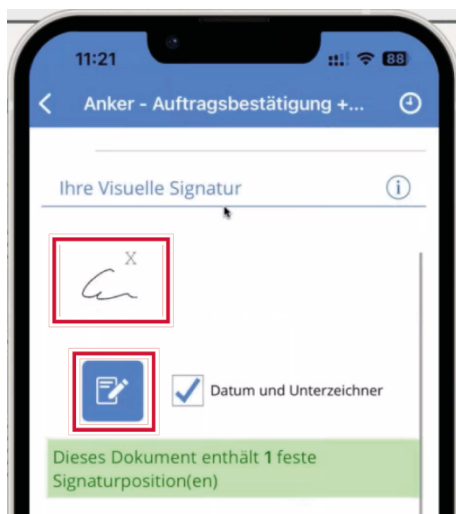 11:21
88
Anker - Auftragsbestätigung +...
Ihre Visuelle Signatur
i
X
Datum und Unterzeichner
Dieses Dokument enthält 1 feste
Signaturposition(en)